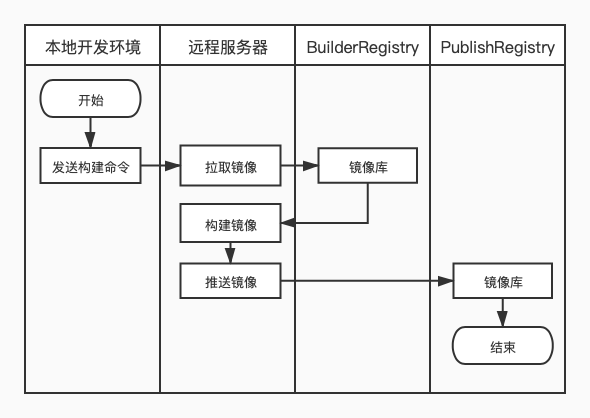 本地开发环境
远程服务器
BuilderRegistry
PublishRegistry
开始
发送构建命令
拉取镜像
镜像库
构建镜像
推送镜像
镜像库
结束